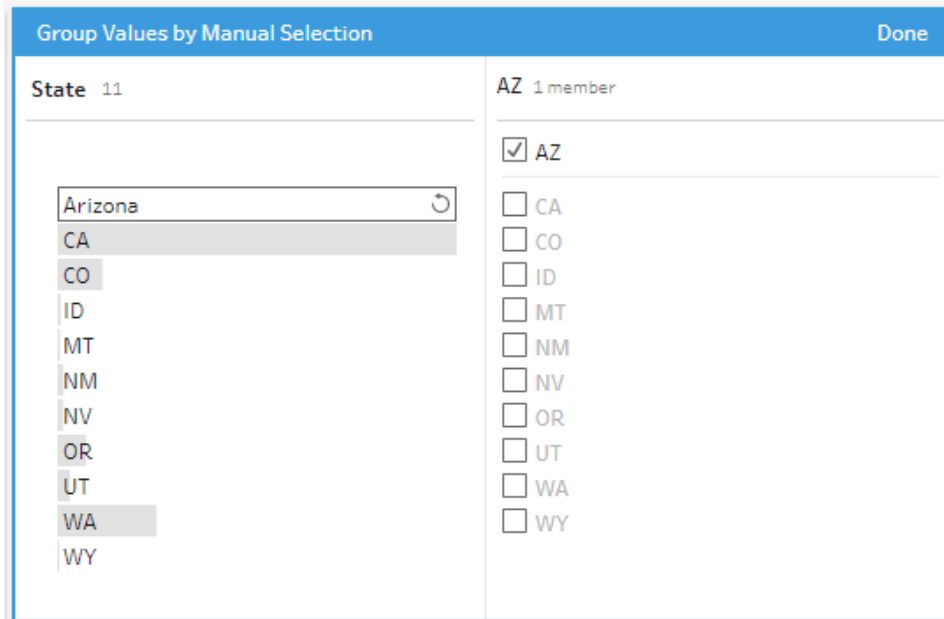 Group Values by Manual Selection Done
State 11
Arizona
CA
CO
ID
MT
NM
NV
OR
UT
WA
WY
AZ 1 member
AZ
CA
CO
ID
MT
NM
NV
OR
UT
WA
WY